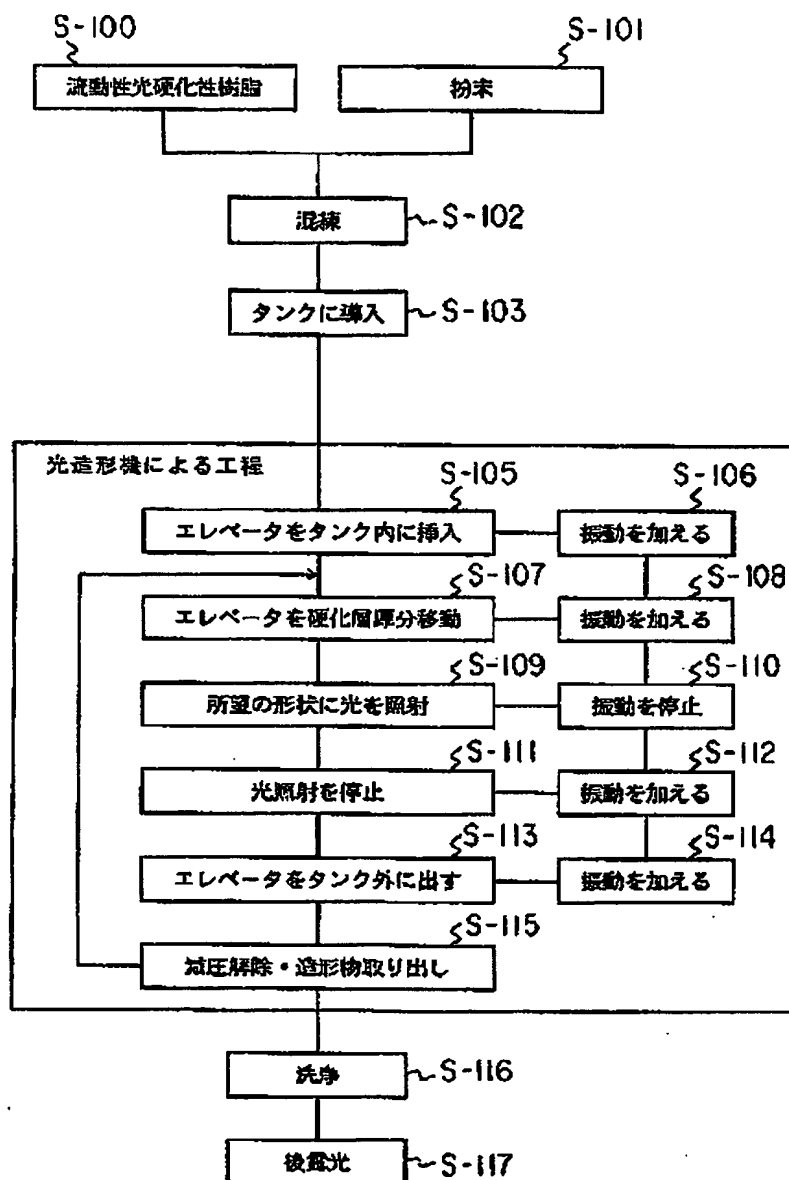 S-100
S-101
流動性光硬化性樹脂
粉末
混練
S-102
タンクに導入
S-103
光造形機による工程
S-105
S-106
エレベータをタンク内に挿入
振動を加える
S-107
S-108
エレベータを硬化層厚分移動
振動を加える
S-109
S-110
所望の形状に光を照射
振動を停止
S-111
S-112
光照射を停止
振動を加える
S-113
S-114
エレベータをタンク外に出す
振動を加える
S-115
減圧解除・造形物取り出し
洗浄
S-116
後露光
S-117